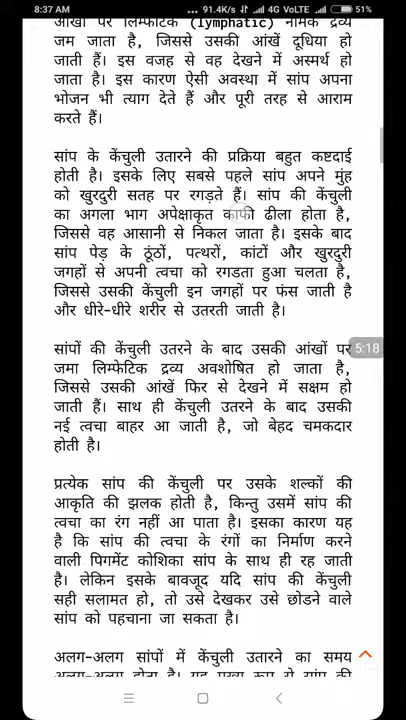 8:37 AM
... 91.4K/s 4G VoLTE 51%
आंखों पर लिम्फेटिक (lymphatic) नामक द्रव्य
जम जाता है, जिससे उसकी आंखें दूधिया हो
जाती हैं। इस वजह से वह देखने में असमर्थ हो
जाता है। इस कारण ऐसी अवस्था में सांप अपना
भोजन भी त्याग देते हैं और पूरी तरह से आराम
करते हैं।
सांप के केंचुली उतारने की प्रक्रिया बहुत कष्टदाई
होती है। इसके लिए सबसे पहले सांप अपने मुंह
को खुरदुरी सतह पर रगड़ते हैं। सांप की केंचुली
का अगला भाग अपेक्षाकृत काफी ढीला होता है,
जिससे वह आसानी से निकल जाता है। इसके बाद
सांप पेड़ के ठूंठों, पत्थरों, कांटों और खुरदुरी
जगहों से अपनी त्वचा को रगडता हुआ चलता है,
जिससे उसकी केंचुली इन जगहों पर फंस जाती है
और धीरे-धीरे शरीर से उतरती जाती है।
सांपों की केंचुली उतरने के बाद उसकी आंखों पर
जमा लिम्फेटिक द्रव्य अवशोषित हो जाता है,
5:18
जिससे उसकी आंखें फिर से देखने में सक्षम हो
जाती हैं। साथ ही केंचुली उतरने के बाद उसकी
नई त्वचा बाहर आ जाती है, जो बेहद चमकदार
होती है।
प्रत्येक सांप की केंचुली पर उसके शल्कों की
आकृति की झलक होती है, किन्तु उसमें सांप की
त्वचा का रंग नहीं आ पाता है। इसका कारण यह
है कि सांप की त्वचा के रंगों का निर्माण करने
वाली पिगमेंट कोशिका सांप के साथ ही रह जाती
है। लेकिन इसके बावजूद यदि सांप की केंचुली
सही सलामत हो, तो उसे देखकर उसे छोडने वाले
सांप को पहचाना जा सकता है।
अलग-अलग सांपों में केंचुली उतारने का समय
अलग-अलग होता है। यह मुख्य रूप से सांप की